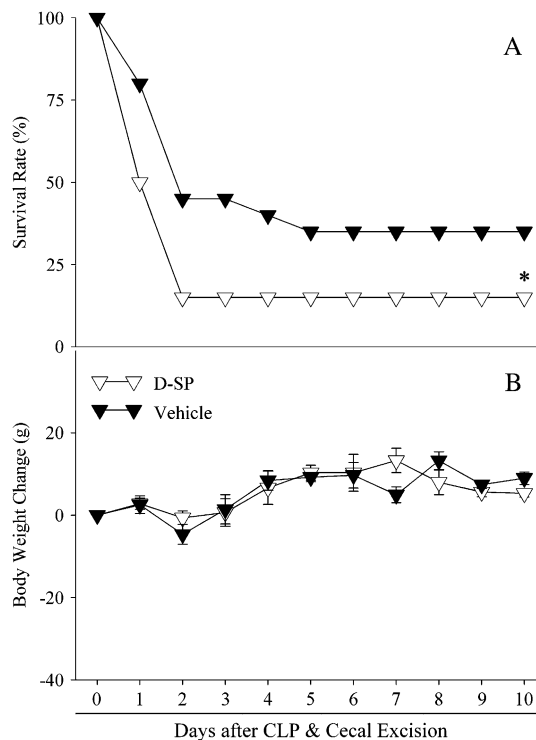 100
A
75
Survival Rate (%)
50
25
*
0
D-SP
B
Vehicle
20
Body Weight Change (g)
0
-20
-40
0 1 2 3 4 5 6 7 8 9 10
Days after CLP & Cecal Excision